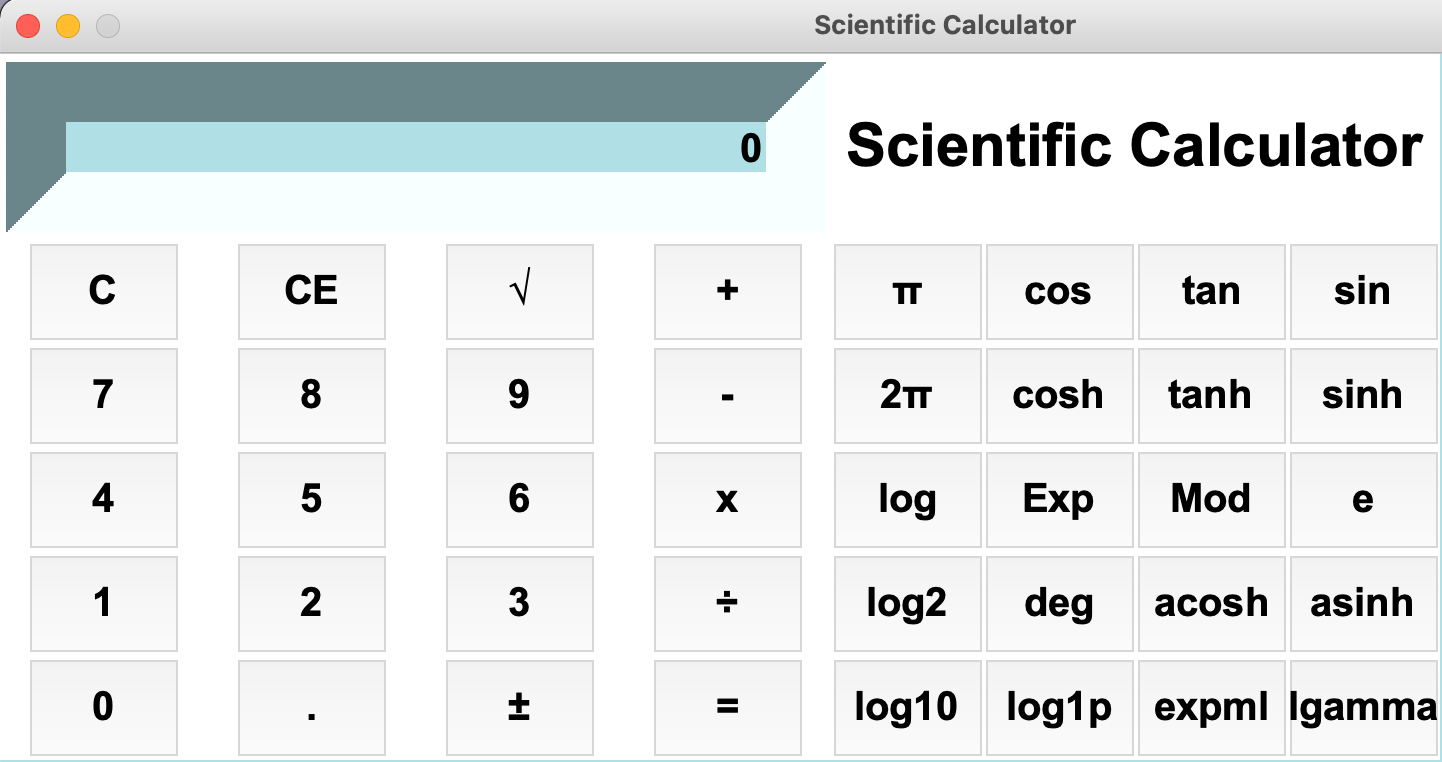 Scientific Calculator
0
Scientific Calculator
C CE √ + π cos tan sin
7 8 9 - 2π cosh tanh sinh
4 5 6 x log Exp Mod e
1 2 3 ÷ log2 deg acosh asinh
0 . ± = log10 log1p expml lgamma